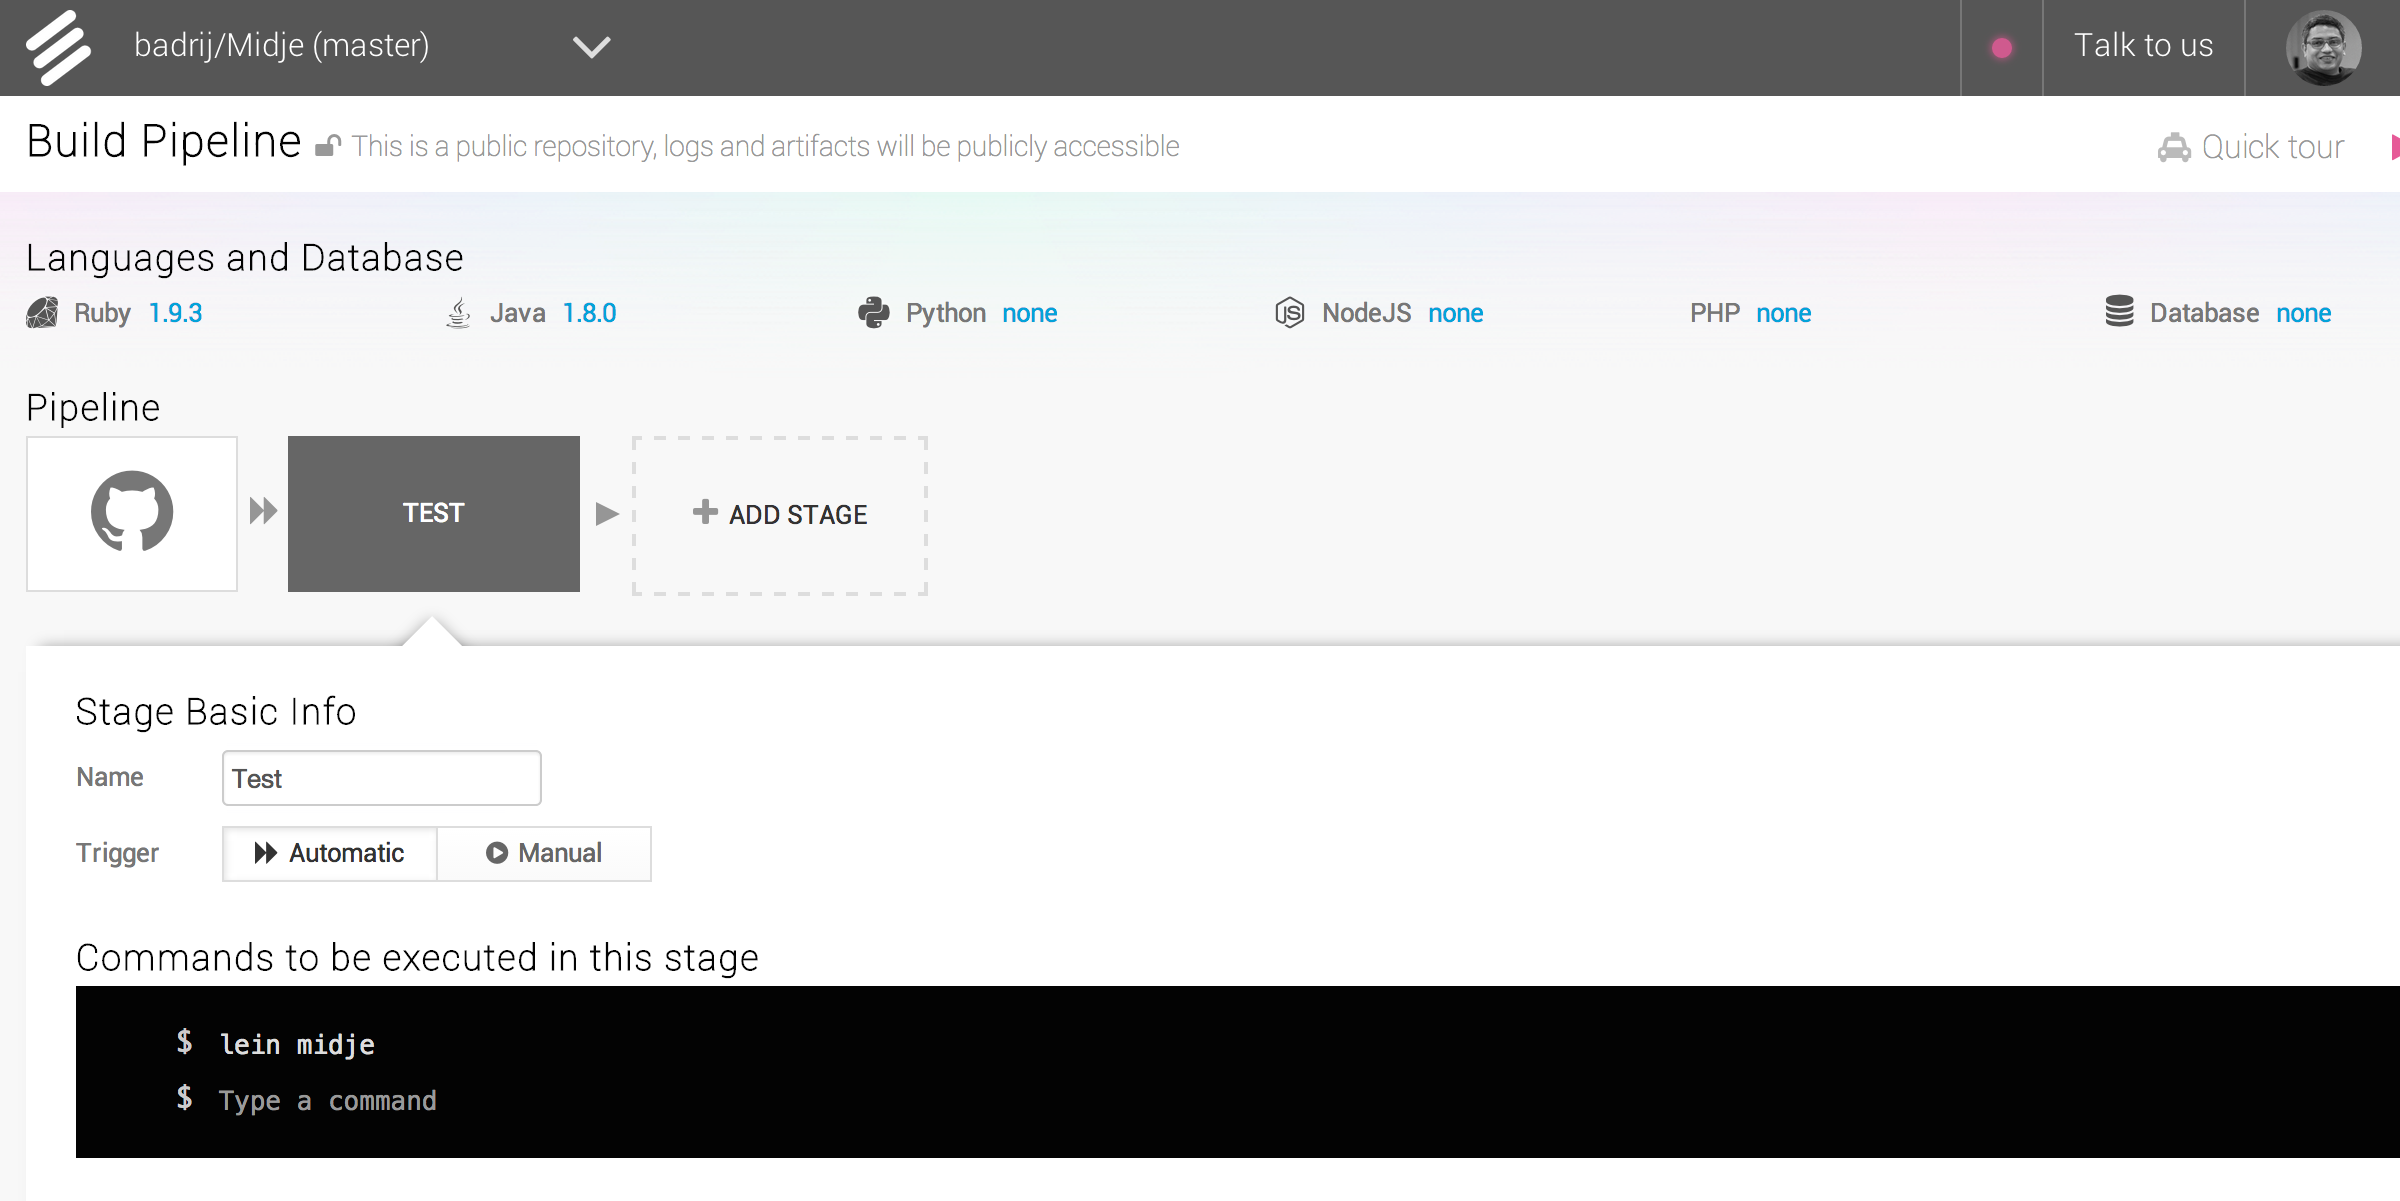 badrij/Midje (master)
Talk to us
Build Pipeline This is a public repository, logs and artifacts will be publicly accessible
Quick tour
Languages and Database
Ruby 1.9.3 Java 1.8.0 Python none NodeJS none PHP none Database none
Pipeline
TEST
ADD STAGE
Stage Basic Info
Name Test
Trigger Automatic Manual
Commands to be executed in this stage
$ lein midje
$ Type a command